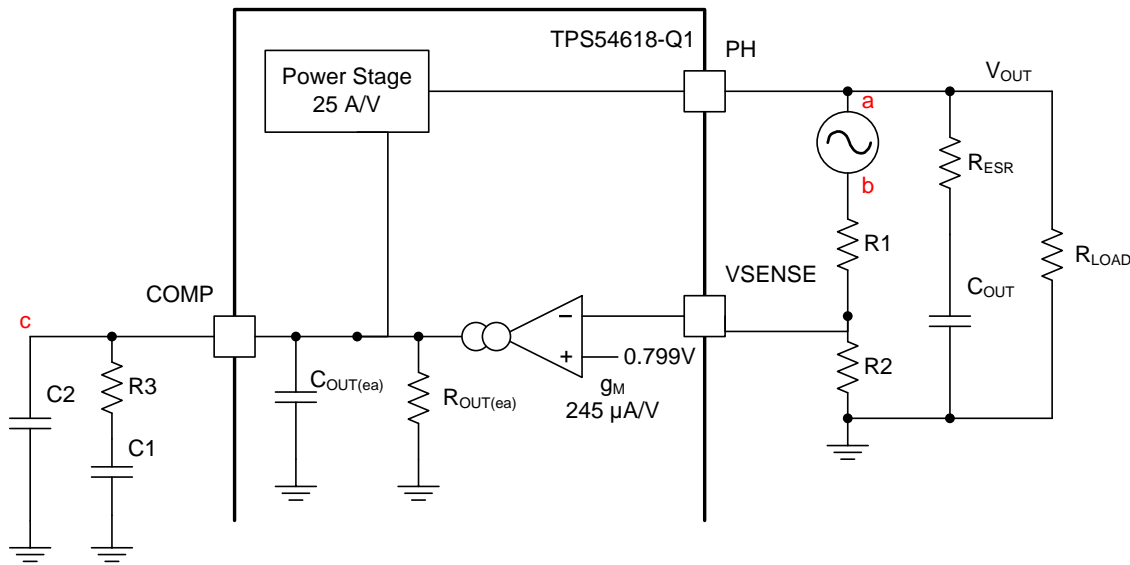 TPS54618-Q1
PH
Power Stage
25 A/V
VOUT
a
b
RESR
R1
RLOAD
VSENSE
COUT
COMP
c
0.799V
R2
R3
C2
COUT(ea)
ROUT(ea)
gM
245 µA/V
C1